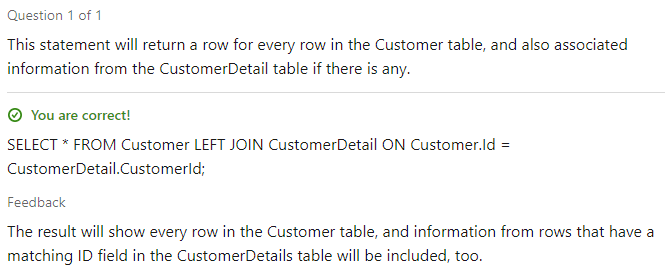 Question 1 of 1
This statement will return a row for every row in the Customer table, and also associated
information from the CustomerDetail table if there is any.
You are correct!
SELECT * FROM Customer LEFT JOIN CustomerDetail ON Customer.Id =
CustomerDetail.CustomerId;
Feedback
The result will show every row in the Customer table, and information from rows that have a
matching ID field in the CustomerDetails table will be included, too.